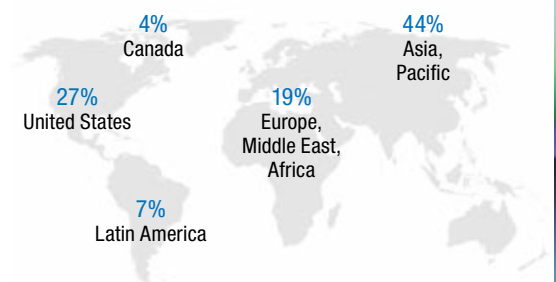 4%
Canada
44%
Asia,
Pacific
27%
United States
19%
Europe,
Middle East,
Africa
7%
Latin America